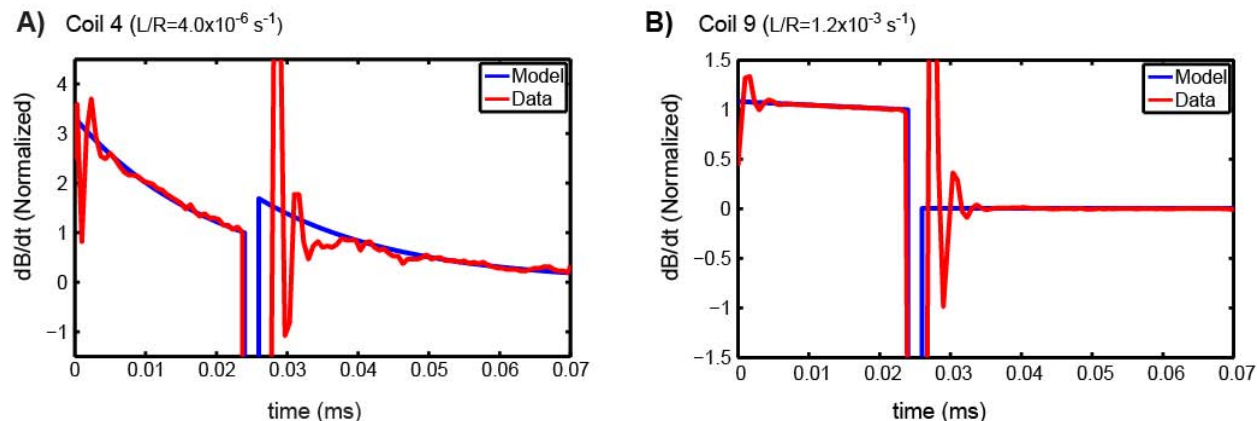 A) Coil 4 (L/R=4.0x10⁻⁶ s⁻¹)
4
3
2
1
0
−1
dB/dt (Normalized)
Model
Data
0 0.01 0.02 0.03 0.04 0.05 0.06 0.07
time (ms)
B) Coil 9 (L/R=1.2x10⁻³ s⁻¹)
1.5
1
0.5
0
−0.5
−1
−1.5
dB/dt (Normalized)
Model
Data
0 0.01 0.02 0.03 0.04 0.05 0.06 0.07
time (ms)